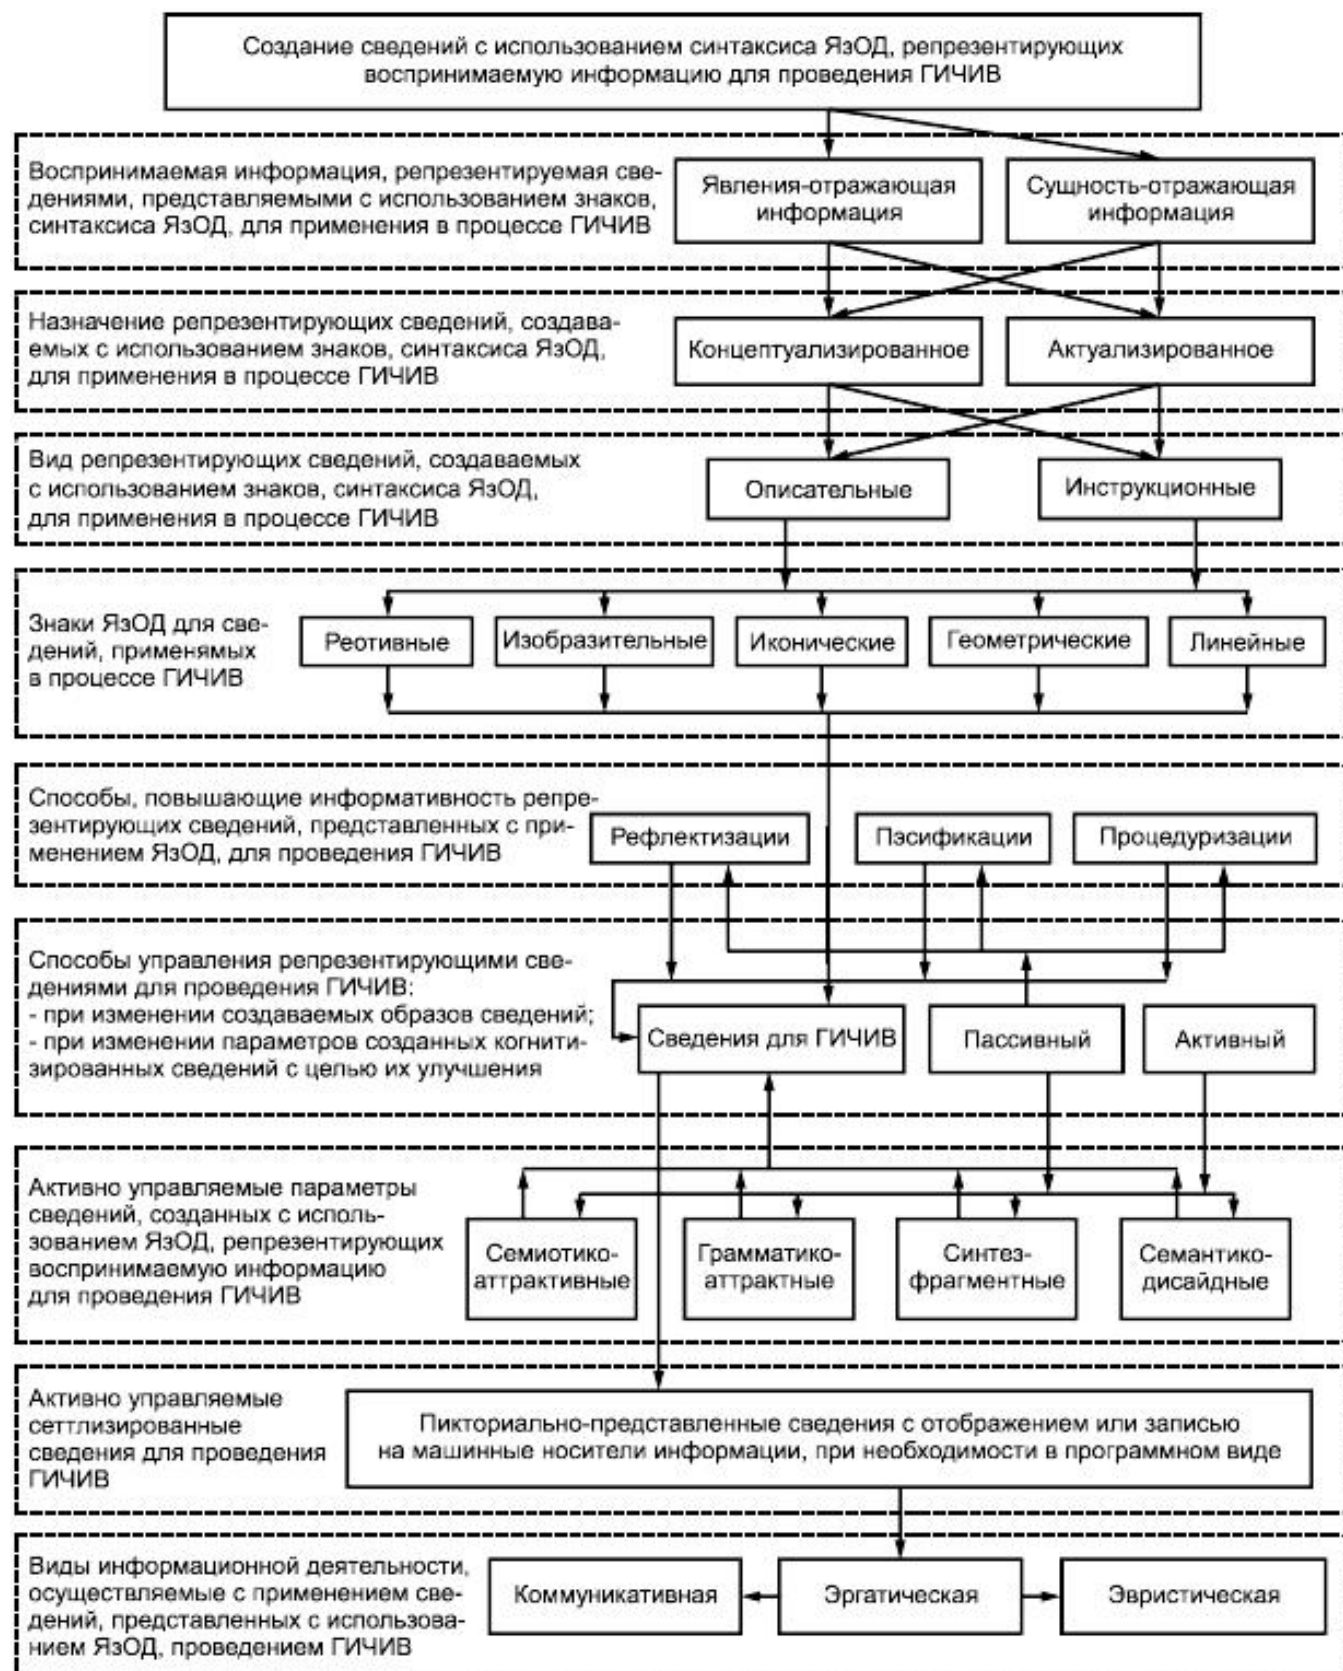 Создание сведений с использованием синтаксиса ЯзОД, репрезентирующих
воспринимаемую информацию для проведения ГИЧИВ
Воспринимаемая информация, репрезентируемая све-
дениями, представляемыми с использованием знаков,
синтаксиса ЯзОД, для применения в процессе ГИЧИВ
Явления-отражающая
информация
Сущность-отражающая
информация
Назначение репрезентирующих сведений, создава-
емых с использованием знаков, синтаксиса ЯзОД,
для применения в процессе ГИЧИВ
Концептуализированное
Актуализированное
Вид репрезентирующих сведений, создаваемых
с использованием знаков, синтаксиса ЯзОД,
для применения в процессе ГИЧИВ
Описательные
Инструкционные
Знаки ЯзОД для све-
дений, применямых
в процессе ГИЧИВ
Реотивные
Изобразительные
Иконические
Геометрические
Линейные
Способы, повышающие информативность репре-
зентирующих сведений, представленных с при-
менением ЯзОД, для проведения ГИЧИВ
Рефлектизации
Пэсификации
Процедуризации
Способы управления репрезентирующими све-
дениями для проведения ГИЧИВ:
- при изменении создаваемых образов сведений;
- при изменении параметров созданных когнити-
зированных сведений с целью их улучшения
Сведения для ГИЧИВ
Пассивный
Активный
Активно управляемые параметры
сведений, созданных с исполь-
зованием ЯзОД, репрезентирующих
воспринимаемую информацию
для проведения ГИЧИВ
Семиотико-
аттрактивные
Грамматико-
аттрактные
Синтез-
фрагментные
Семантико-
дисайдные
Активно управляемые
сеттлизированные
сведения для проведения
ГИЧИВ
Пикториально-представленные сведения с отображением или записью
на машинные носители информации, при необходимости в программном виде
Виды информационной деятельности,
осуществляемые с применением све-
дений, представленных с использова-
нием ЯзОД, проведением ГИЧИВ
Коммуникативная
Эргатическая
Эвристическая